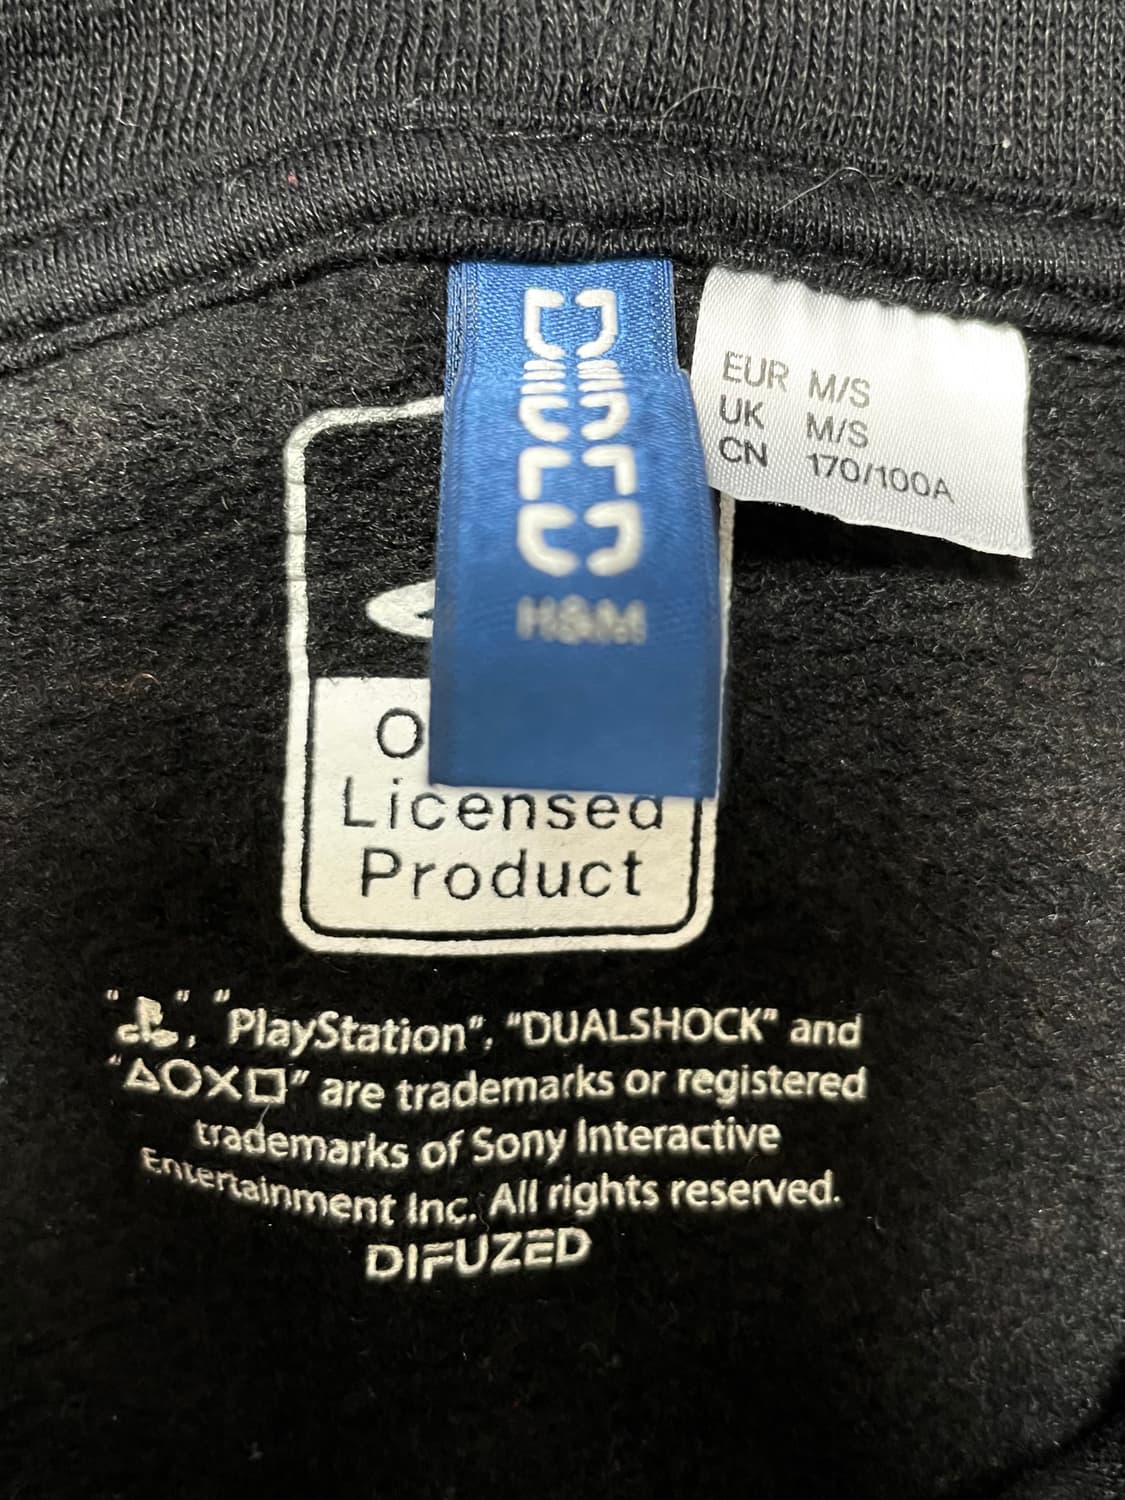 H&M
EUR M/S
UK M/S
CN 170/100A
O
Licensed
Product
" ", "PlayStation", "DUALSHOCK" and
"△○✕□" are trademarks or registered
trademarks of Sony Interactive
Entertainment Inc. All rights reserved.
DIFUZED